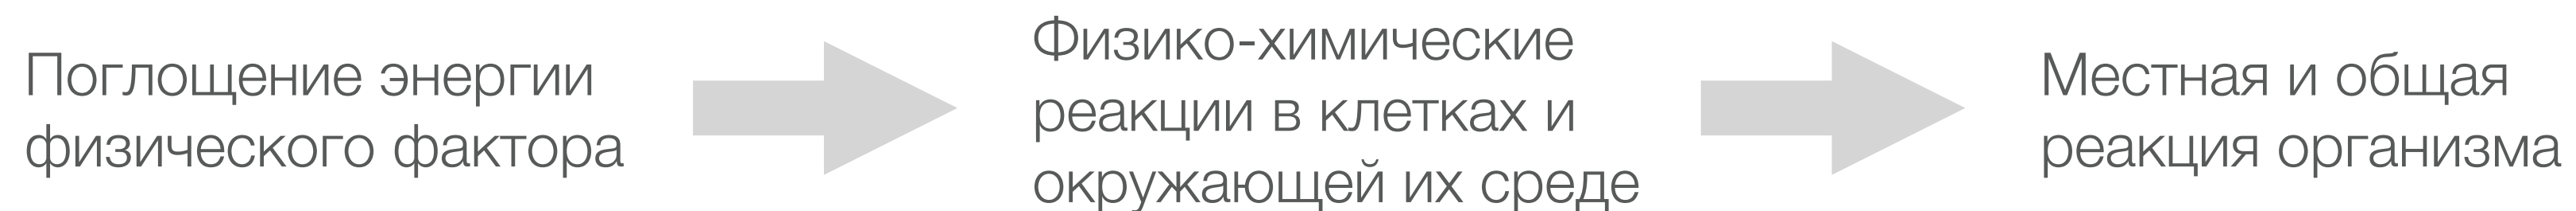 Поглощение энергии
физического фактора
Физико-химические
реакции в клетках и
окружающей их среде
Местная и общая
реакция организма